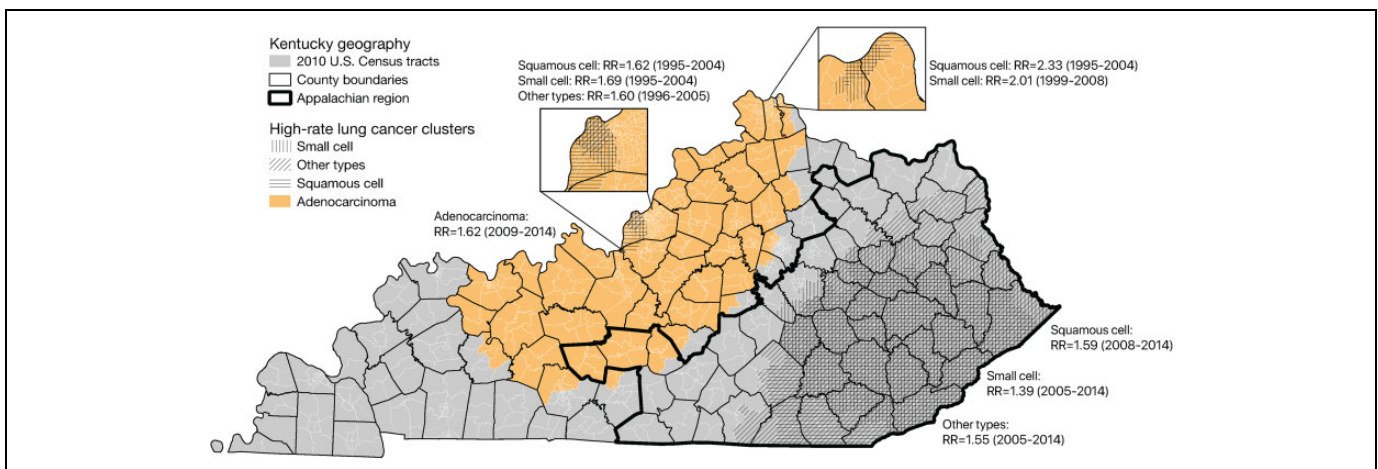 Kentucky geography
2010 U.S. Census tracts
County boundaries
Appalachian region
High-rate lung cancer clusters
Small cell
Other types
Squamous cell
Adenocarcinoma
Squamous cell: RR=1.62 (1995-2004)
Small cell: RR=1.69 (1995-2004)
Other types: RR=1.60 (1996-2005)
Squamous cell: RR=2.33 (1995-2004)
Small cell: RR=2.01 (1999-2008)
Adenocarcinoma:
RR=1.62 (2009-2014)
Squamous cell:
RR=1.59 (2008-2014)
Small cell:
RR=1.39 (2005-2014)
Other types:
RR=1.55 (2005-2014)